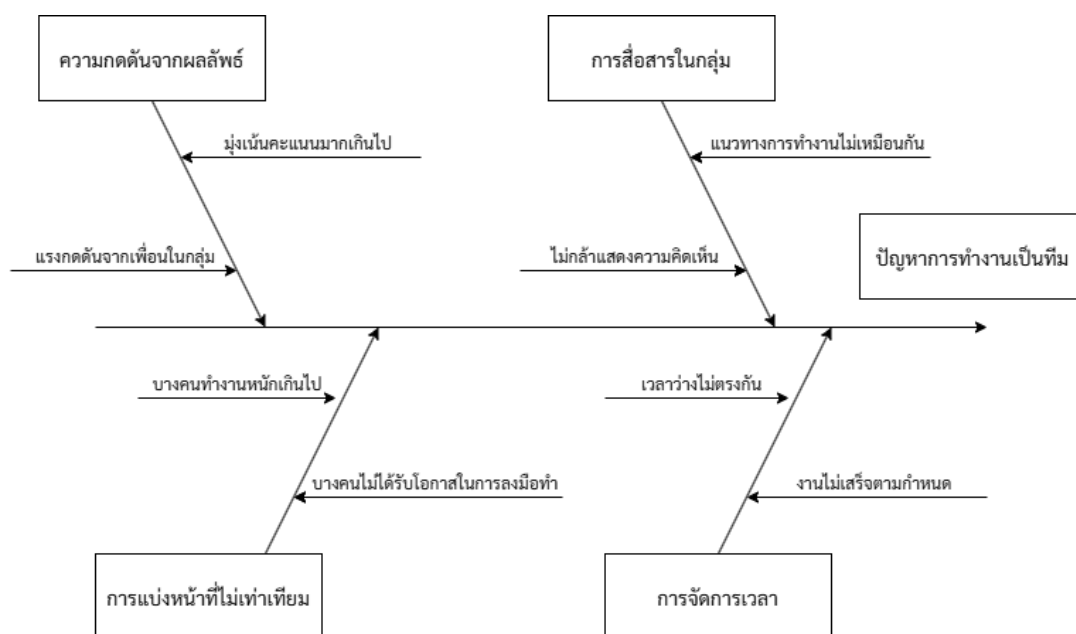 ความกดดันจากผลลัพธ์
การสื่อสารในกลุ่ม
มุ่งเน้นคะแนนมากเกินไป
แนวทางการทำงานไม่เหมือนกัน
แรงกดดันจากเพื่อนในกลุ่ม
ไม่กล้าแสดงความคิดเห็น
ปัญหาการทำงานเป็นทีม
บางคนทำงานหนักเกินไป
เวลาว่างไม่ตรงกัน
บางคนไม่ได้รับโอกาสในการลงมือทำ
งานไม่เสร็จตามกำหนด
การแบ่งหน้าที่ไม่เท่าเทียม
การจัดการเวลา